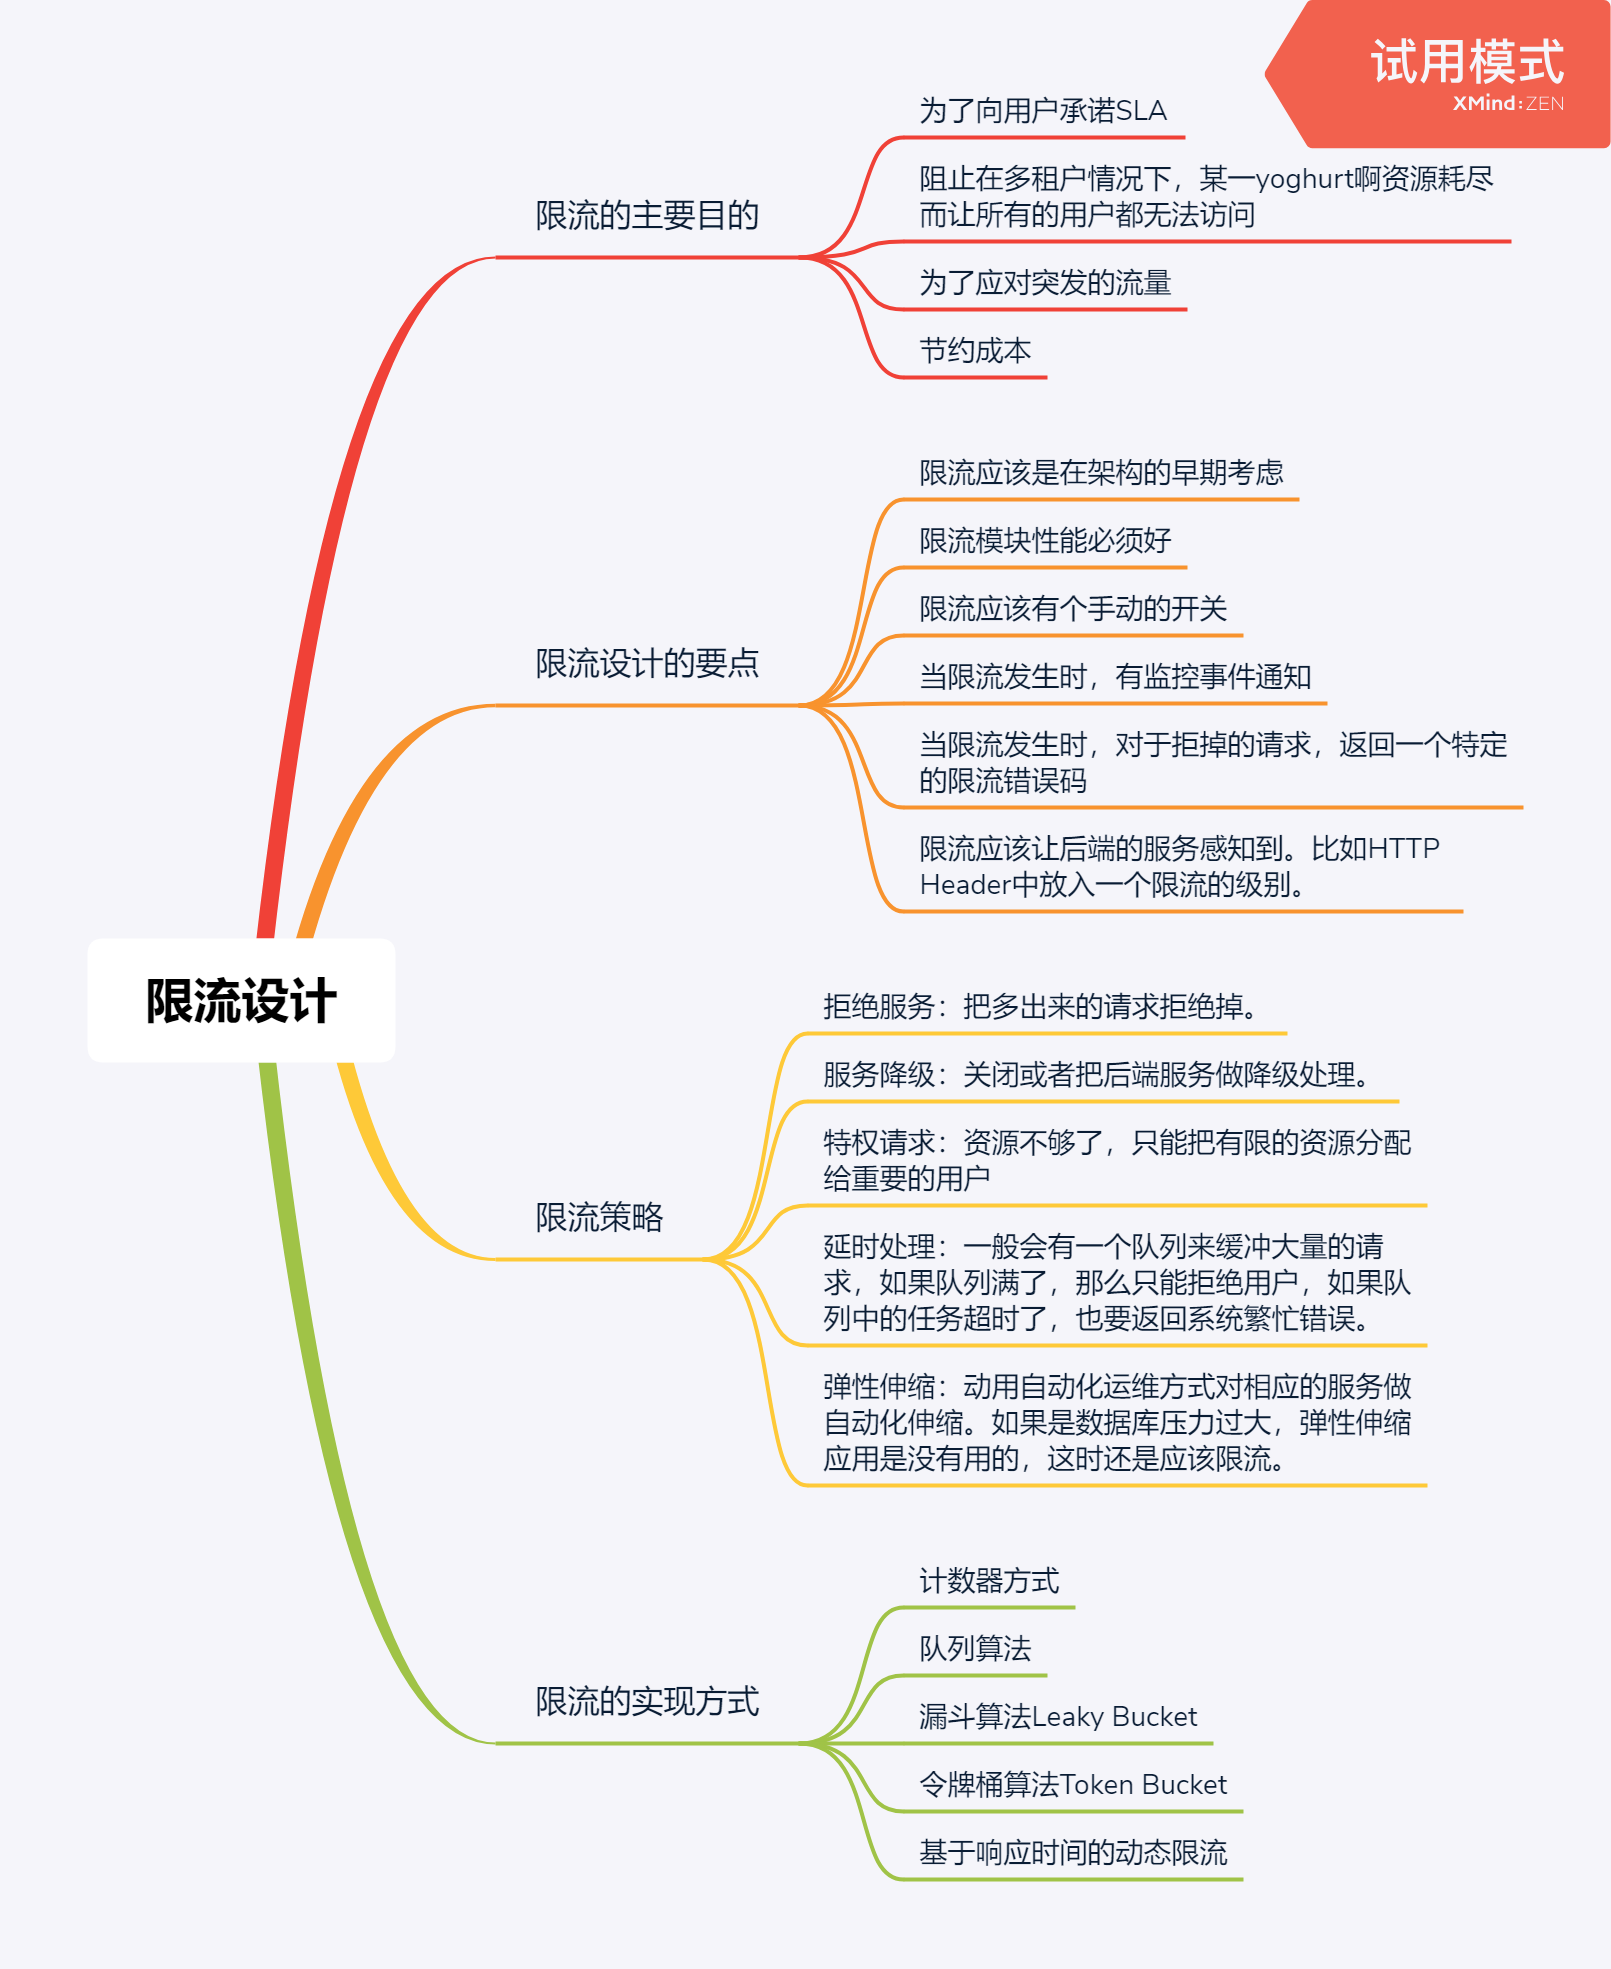 试用模式
XMind:ZEN
限流设计
限流的主要目的
为了向用户承诺SLA
阻止在多租户情况下，某一yoghurt啊资源耗尽
而让所有的用户都无法访问
为了应对突发的流量
节约成本
限流设计的要点
限流应该是在架构的早期考虑
限流模块性能必须好
限流应该有个手动的开关
当限流发生时，有监控事件通知
当限流发生时，对于拒掉的请求，返回一个特定
的限流错误码
限流应该让后端的服务感知到。比如HTTP
Header中放入一个限流的级别。
限流策略
拒绝服务：把多出来的请求拒绝掉。
服务降级：关闭或者把后端服务做降级处理。
特权请求：资源不够了，只能把有限的资源分配
给重要的用户
延时处理：一般会有一个队列来缓冲大量的请
求，如果队列满了，那么只能拒绝用户，如果队
列中的任务超时了，也要返回系统繁忙错误。
弹性伸缩：动用自动化运维方式对相应的服务做
自动化伸缩。如果是数据库压力过大，弹性伸缩
应用是没有用的，这时还是应该限流。
限流的实现方式
计数器方式
队列算法
漏斗算法Leaky Bucket
令牌桶算法Token Bucket
基于响应时间的动态限流